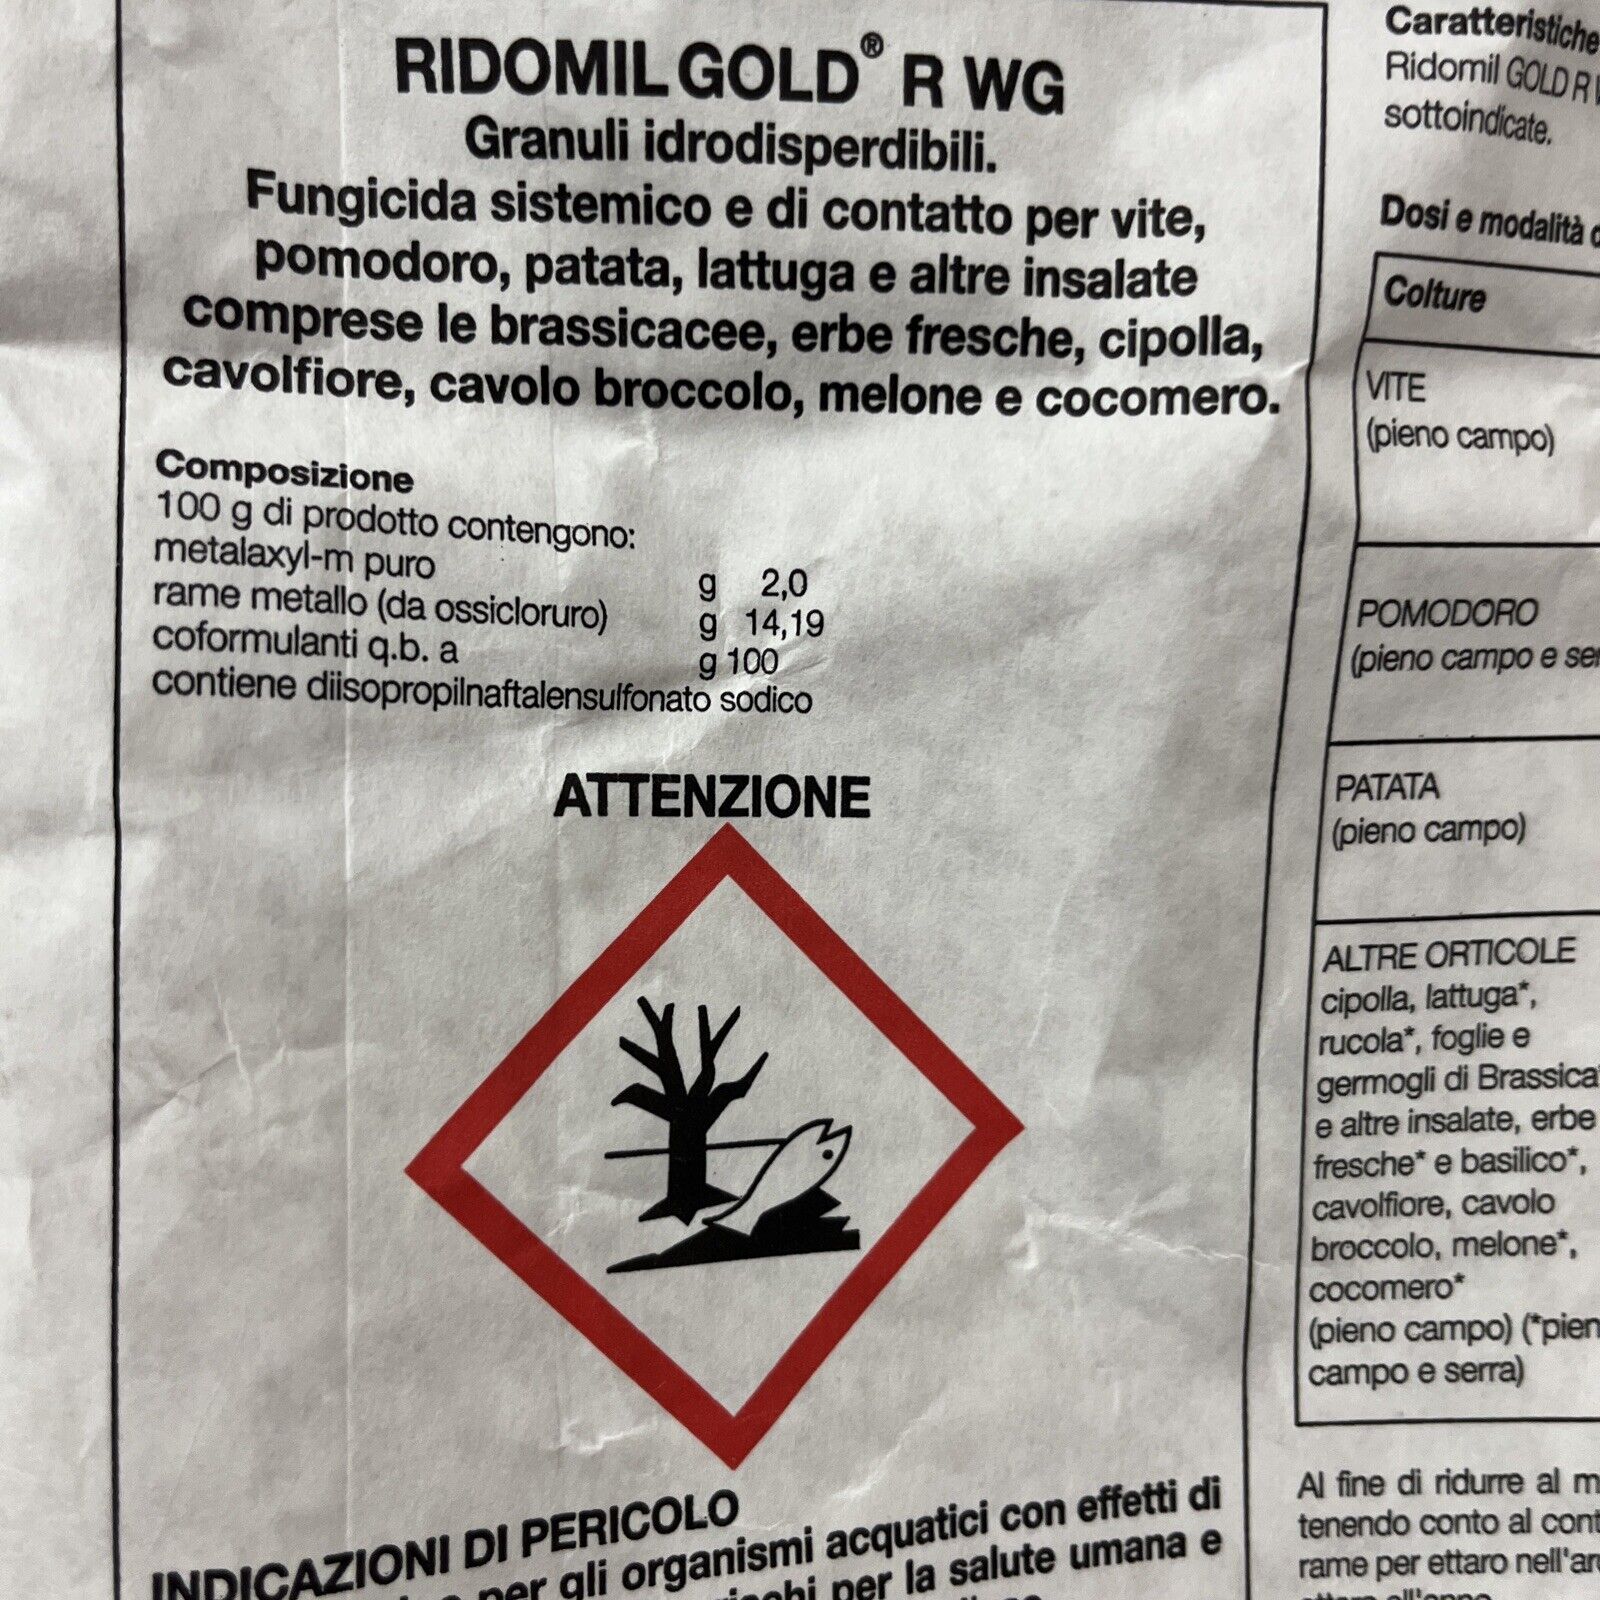 RIDOMIL GOLD® R WG
Granuli idrodisperdibili.
Fungicida sistemico e di contatto per vite,
pomodoro, patata, lattuga e altre insalate
comprese le brassicacee, erbe fresche, cipolla,
cavolfiore, cavolo broccolo, melone e cocomero.
Composizione
100 g di prodotto contengono:
metalaxyl-m puro g 2,0
rame metallo (da ossicloruro) g 14,19
coformulanti q.b. a g 100
contiene diisopropilnaftalensulfonato sodico
ATTENZIONE
INDICAZIONI DI PERICOLO
per gli organismi acquatici con effetti di
per la salute umana e
Caratteristiche
Ridomil GOLD R
sottoindicate.
Dosi e modalità
Colture
VITE
(pieno campo)
POMODORO
(pieno campo e
PATATA
(pieno campo)
ALTRE ORTICOLE
cipolla, lattuga*,
rucola*, foglie e
germogli di Brassica*
e altre insalate, erbe
fresche* e basilico*,
cavolfiore, cavolo
broccolo, melone*,
cocomero*
(pieno campo) (*pien
campo e serra)
Al fine di ridurre al
tenendo conto al
rame per ettaro